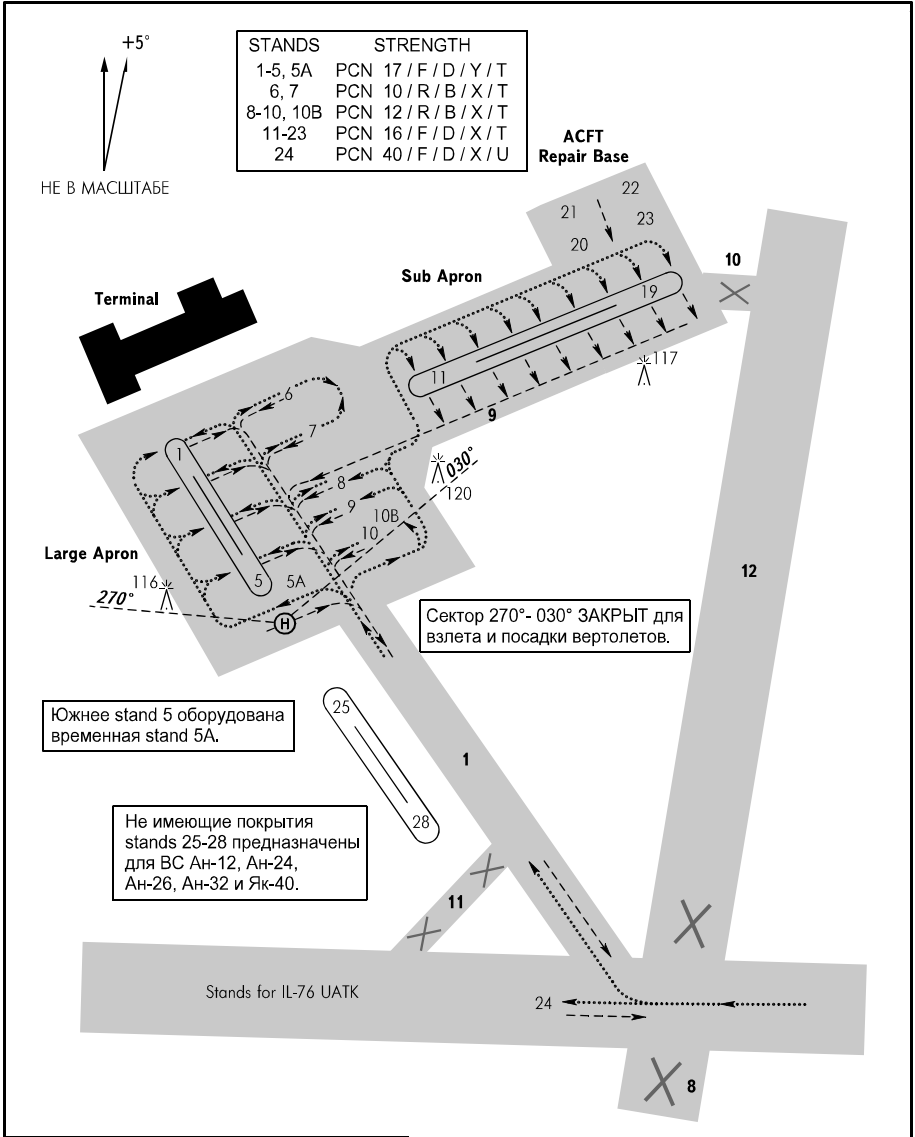 +5°
НЕ В МАСШТАБЕ
STANDS STRENGTH
1-5, 5A PCN 17 / F / D / Y / T
6, 7 PCN 10 / R / B / X / T
8-10, 10B PCN 12 / R / B / X / T
11-23 PCN 16 / F / D / X / T
24 PCN 40 / F / D / X / U
ACFT
Repair Base
22
21
23
20
10
Sub Apron
19
Terminal
11
117
9
6
7
1
030°
120
8
9
10B
10
Large Apron
5
5A
116
270°
H
12
Сектор 270°- 030° ЗАКРЫТ для
взлета и посадки вертолетов.
Южнее stand 5 оборудована
временная stand 5A.
25
1
28
Не имеющие покрытия
stands 25-28 предназначены
для ВС Ан-12, Ан-24,
Ан-26, Ан-32 и Як-40.
11
Stands for IL-76 UATK
24
8